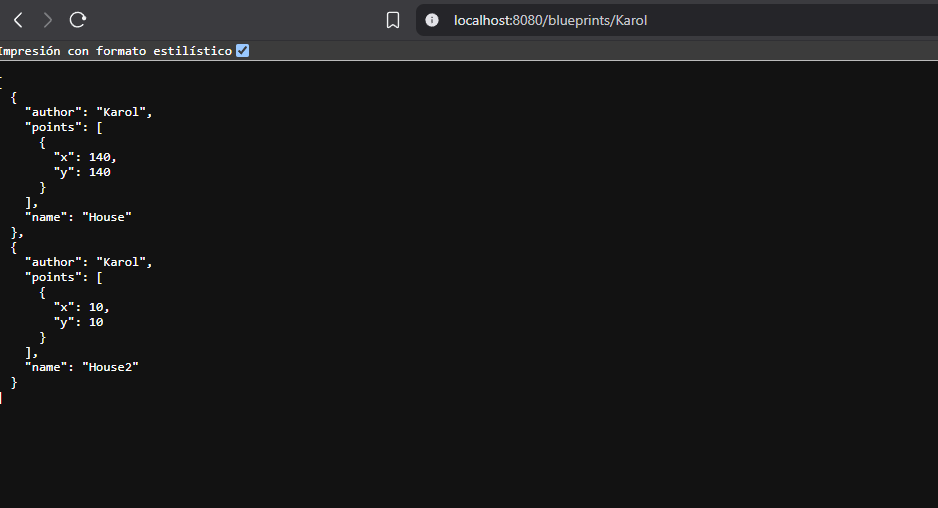 localhost:8080/blueprints/Karol
Impresión con formato estilístico
[
  {
    "author": "Karol",
    "points": [
      {
        "x": 140,
        "y": 140
      }
    ],
    "name": "House"
  },
  {
    "author": "Karol",
    "points": [
      {
        "x": 10,
        "y": 10
      }
    ],
    "name": "House2"
  }
]